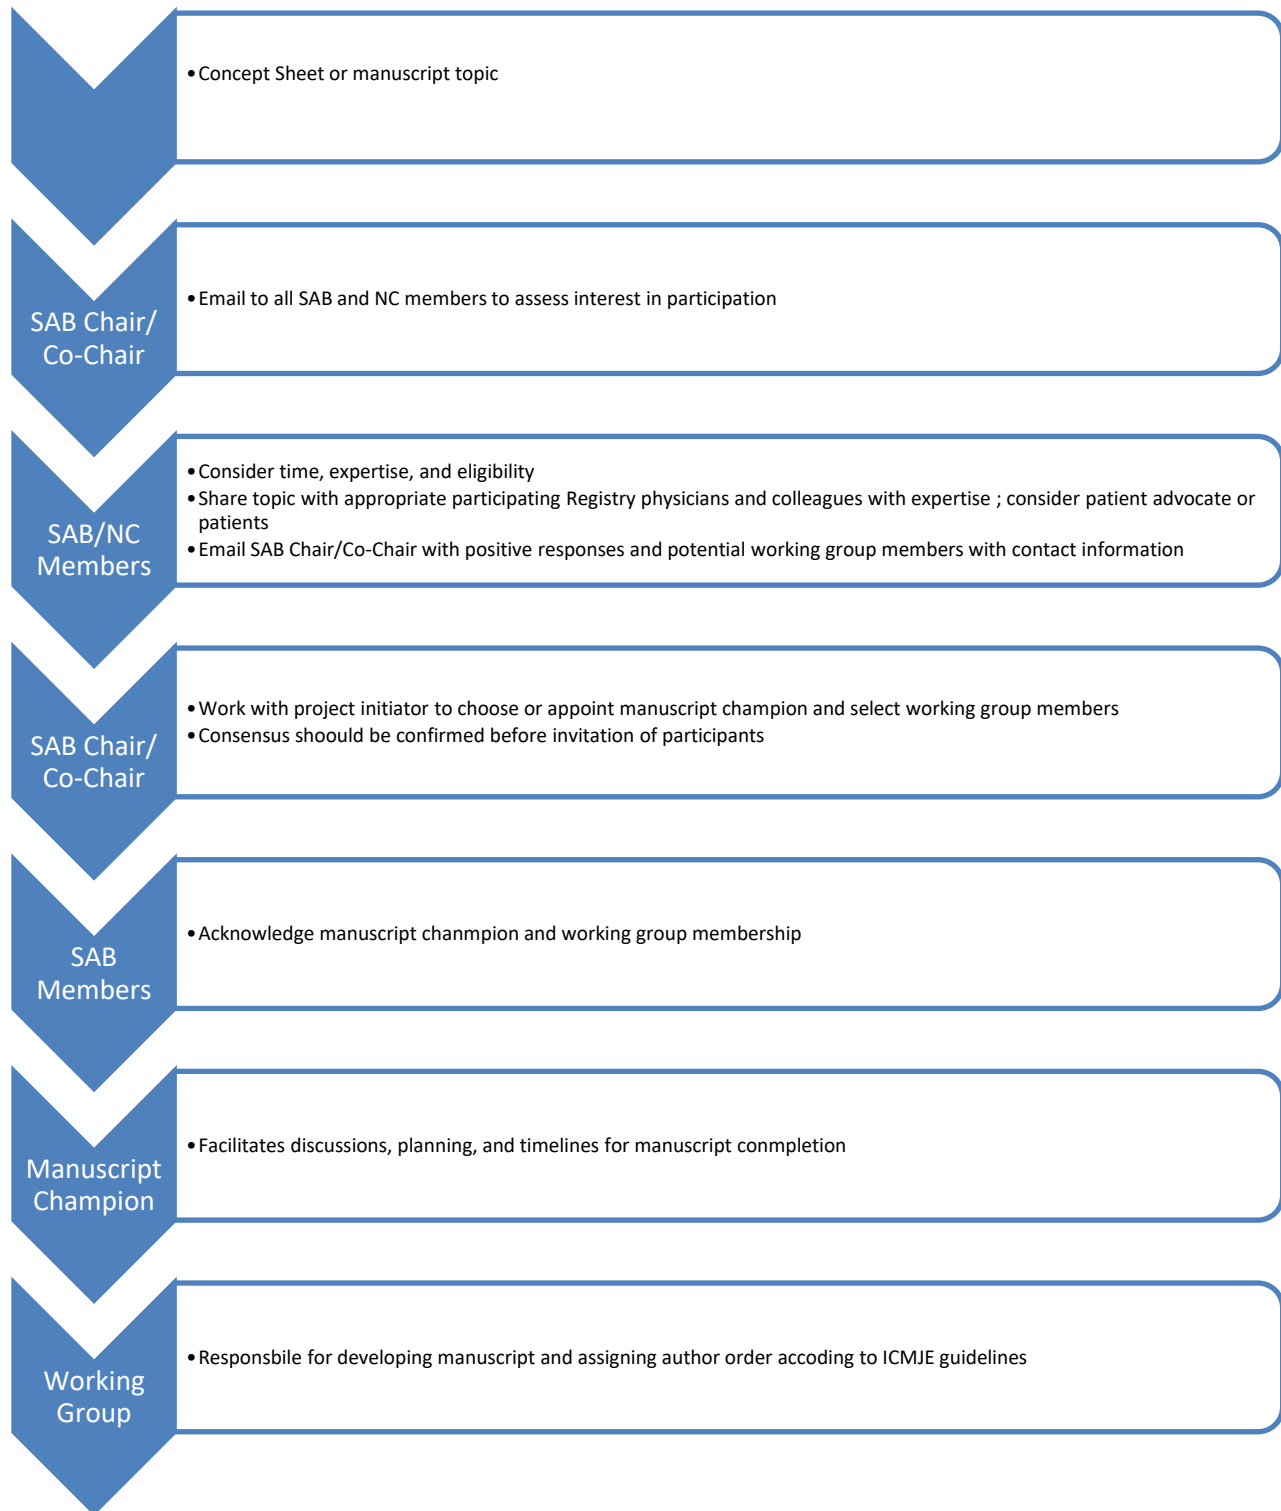 •Concept Sheet or manuscript topic
SAB Chair/
Co-Chair
•Email to all SAB and NC members to assess interest in participation
SAB/NC
Members
•Consider time, expertise, and eligibility
•Share topic with appropriate participating Registry physicians and colleagues with expertise ; consider patient advocate or
patients
•Email SAB Chair/Co-Chair with positive responses and potential working group members with contact information
SAB Chair/
Co-Chair
•Work with project initiator to choose or appoint manuscript champion and select working group members
•Consensus shoould be confirmed before invitation of participants
SAB
Members
•Acknowledge manuscript chanmpion and working group membership
Manuscript
Champion
•Facilitates discussions, planning, and timelines for manuscript conmpletion
Working
Group
•Responsbile for developing manuscript and assigning author order accoding to ICMJE guidelines